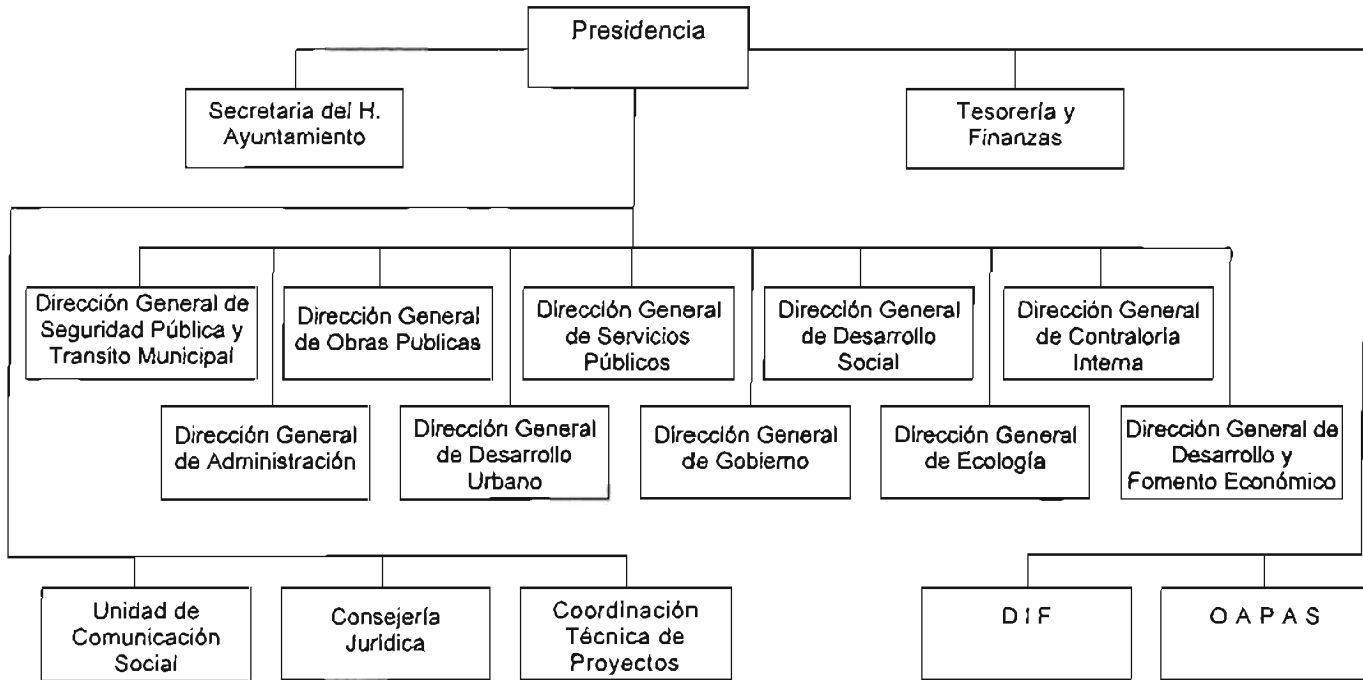 Presidencia
Secretaria del H.
Ayuntamiento
Tesorería y
Finanzas
Dirección General de
Seguridad Pública y
Transíto Municipal
Dirección General
de Obras Publicas
Dirección General
de Servicios
Públicos
Dirección General
de Desarrollo
Social
Dirección General
de Contraloría
Interna
Dirección General
de Administración
Dirección General
de Desarrollo
Urbano
Dirección General
de Gobierno
Dirección General
de Ecología
Dirección General de
Desarrollo y
Fomento Económico
Unidad de
Comunicación
Social
Consejería
Jurídica
Coordinación
Técnica de
Proyectos
D I F
O A P A S